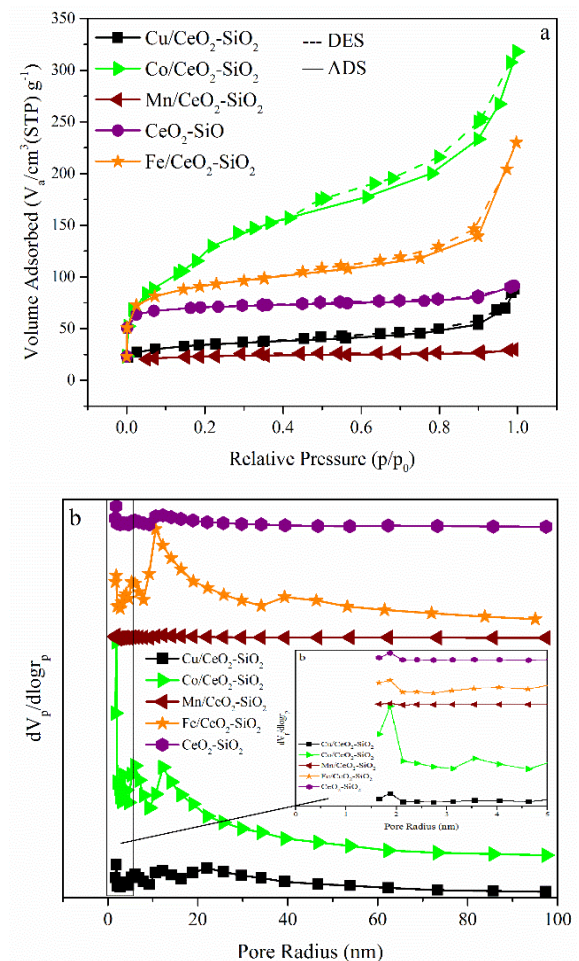 a
Cu/CeO₂-SiO₂
Co/CeO₂-SiO₂
Mn/CeO₂-SiO₂
CeO₂-SiO
Fe/CeO₂-SiO₂
DES
ADS
350
300
250
200
150
100
50
0
0.0 0.2 0.4 0.6 0.8 1.0
Volume Adsorbed (Vₐ/cm³(STP) g⁻¹)
Relative Pressure (p/p₀)
b
Cu/CeO₂-SiO₂
Co/CeO₂-SiO₂
Mn/CeO₂-SiO₂
Fe/CeO₂-SiO₂
CeO₂-SiO₂
b
Cu/CeO₂-SiO₂
Co/CeO₂-SiO₂
Mn/CeO₂-SiO₂
Fe/CeO₂-SiO₂
CeO₂-SiO₂
0 1 2 3 4 5
dVₚ/dlogrₚ
Pore Radius (nm)
0 20 40 60 80 100
dVₚ/dlogrₚ
Pore Radius (nm)